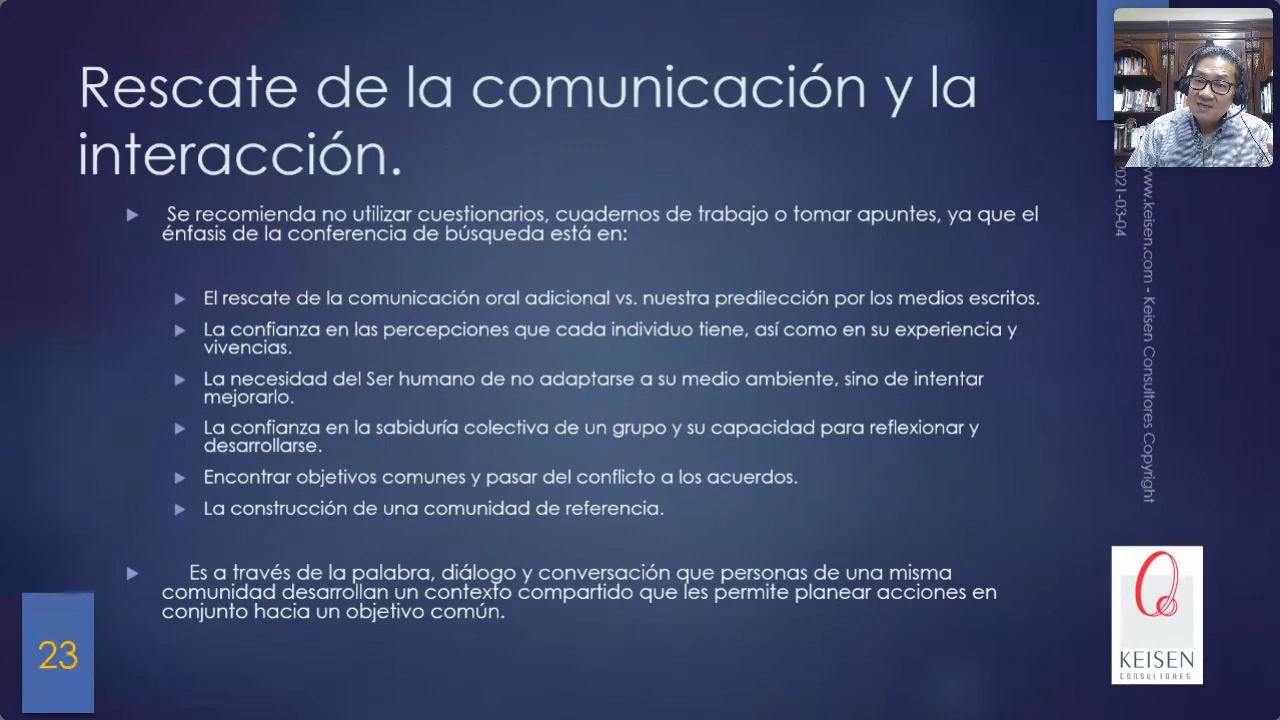 Rescate de la comunicación y la
interacción.
Se recomienda no utilizar cuestionarios, cuadernos de trabajo o tomar apuntes, ya que el
énfasis de la conferencia de búsqueda está en:
El rescate de la comunicación oral adicional vs. nuestra predilección por los medios escritos.
La confianza en las percepciones que cada individuo tiene, así como en su experiencia y
vivencias.
La necesidad del Ser humano de no adaptarse a su medio ambiente, sino de intentar
mejorarlo.
La confianza en la sabiduría colectiva de un grupo y su capacidad para reflexionar y
desarrollarse.
Encontrar objetivos comunes y pasar del conflicto a los acuerdos.
La construcción de una comunidad de referencia.
Es a través de la palabra, diálogo y conversación que personas de una misma
comunidad desarrollan un contexto compartido que les permite planear acciones en
conjunto hacia un objetivo común.
23
021-03-04
www.keisen.com - Keisen Consultores Copyright
KEISEN
CONSULTORES